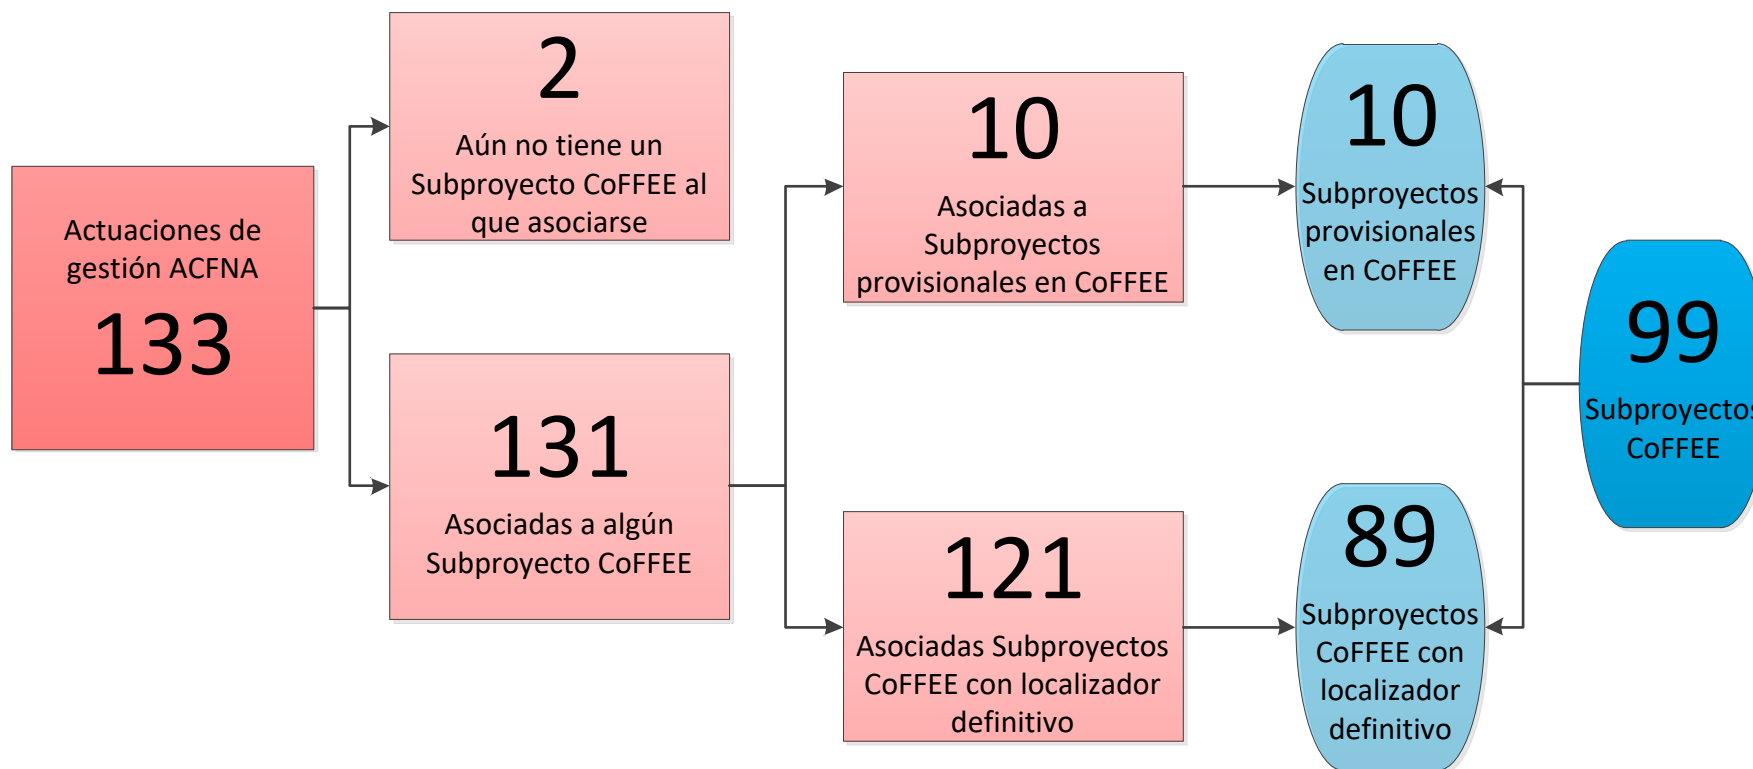 Actuaciones de
gestión ACFNA
133
2
Aún no tiene un
Subproyecto CoFFEE al
que asociarse
131
Asociadas a algún
Subproyecto CoFFEE
10
Asociadas a
Subproyectos
provisionales en CoFFEE
121
Asociadas Subproyectos
CoFFEE con localizador
definitivo
10
Subproyectos
provisionales
en CoFFEE
89
Subproyectos
CoFFEE con
localizador
definitivo
99
Subproyectos
CoFFEE